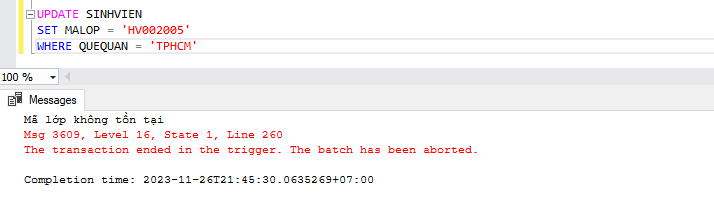 UPDATE SINHVIEN
SET MALOP = 'HV002005'
WHERE QUEQUAN = 'TPHCM'
100 %
Messages
Mã lớp không tồn tại
Msg 3609, Level 16, State 1, Line 260
The transaction ended in the trigger. The batch has been aborted.
Completion time: 2023-11-26T21:45:30.0635269+07:00